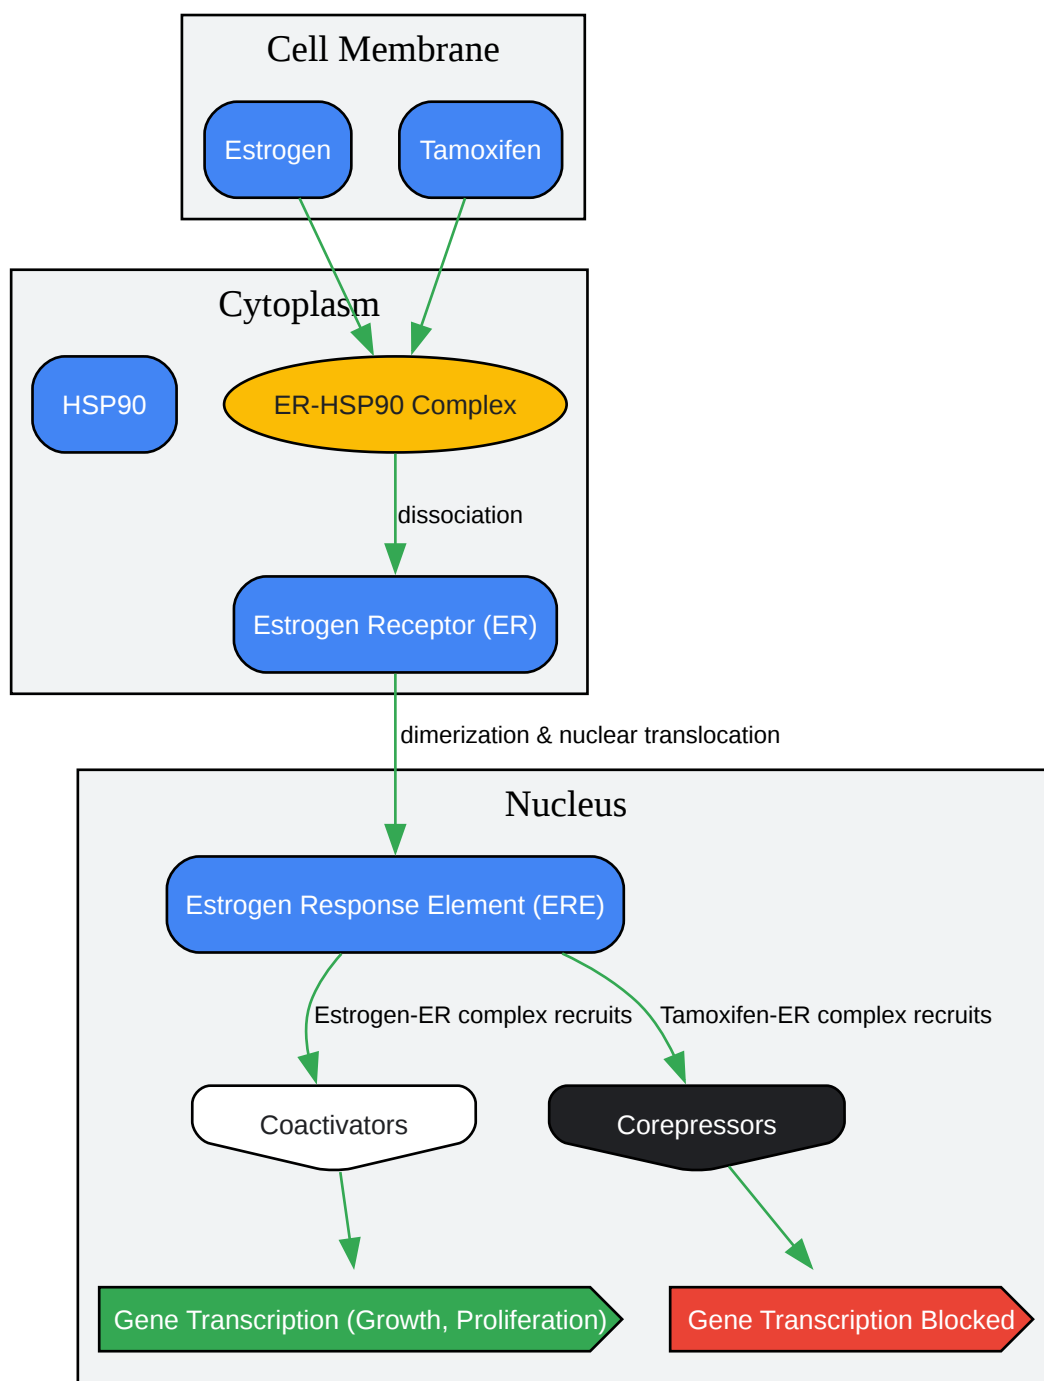 Cell Membrane
Estrogen
Tamoxifen
Cytoplasm
HSP90
ER-HSP90 Complex
dissociation
Estrogen Receptor (ER)
dimerization & nuclear translocation
Nucleus
Estrogen Response Element (ERE)
Estrogen-ER complex recruits
Tamoxifen-ER complex recruits
Coactivators
Corepressors
Gene Transcription (Growth, Proliferation)
Gene Transcription Blocked